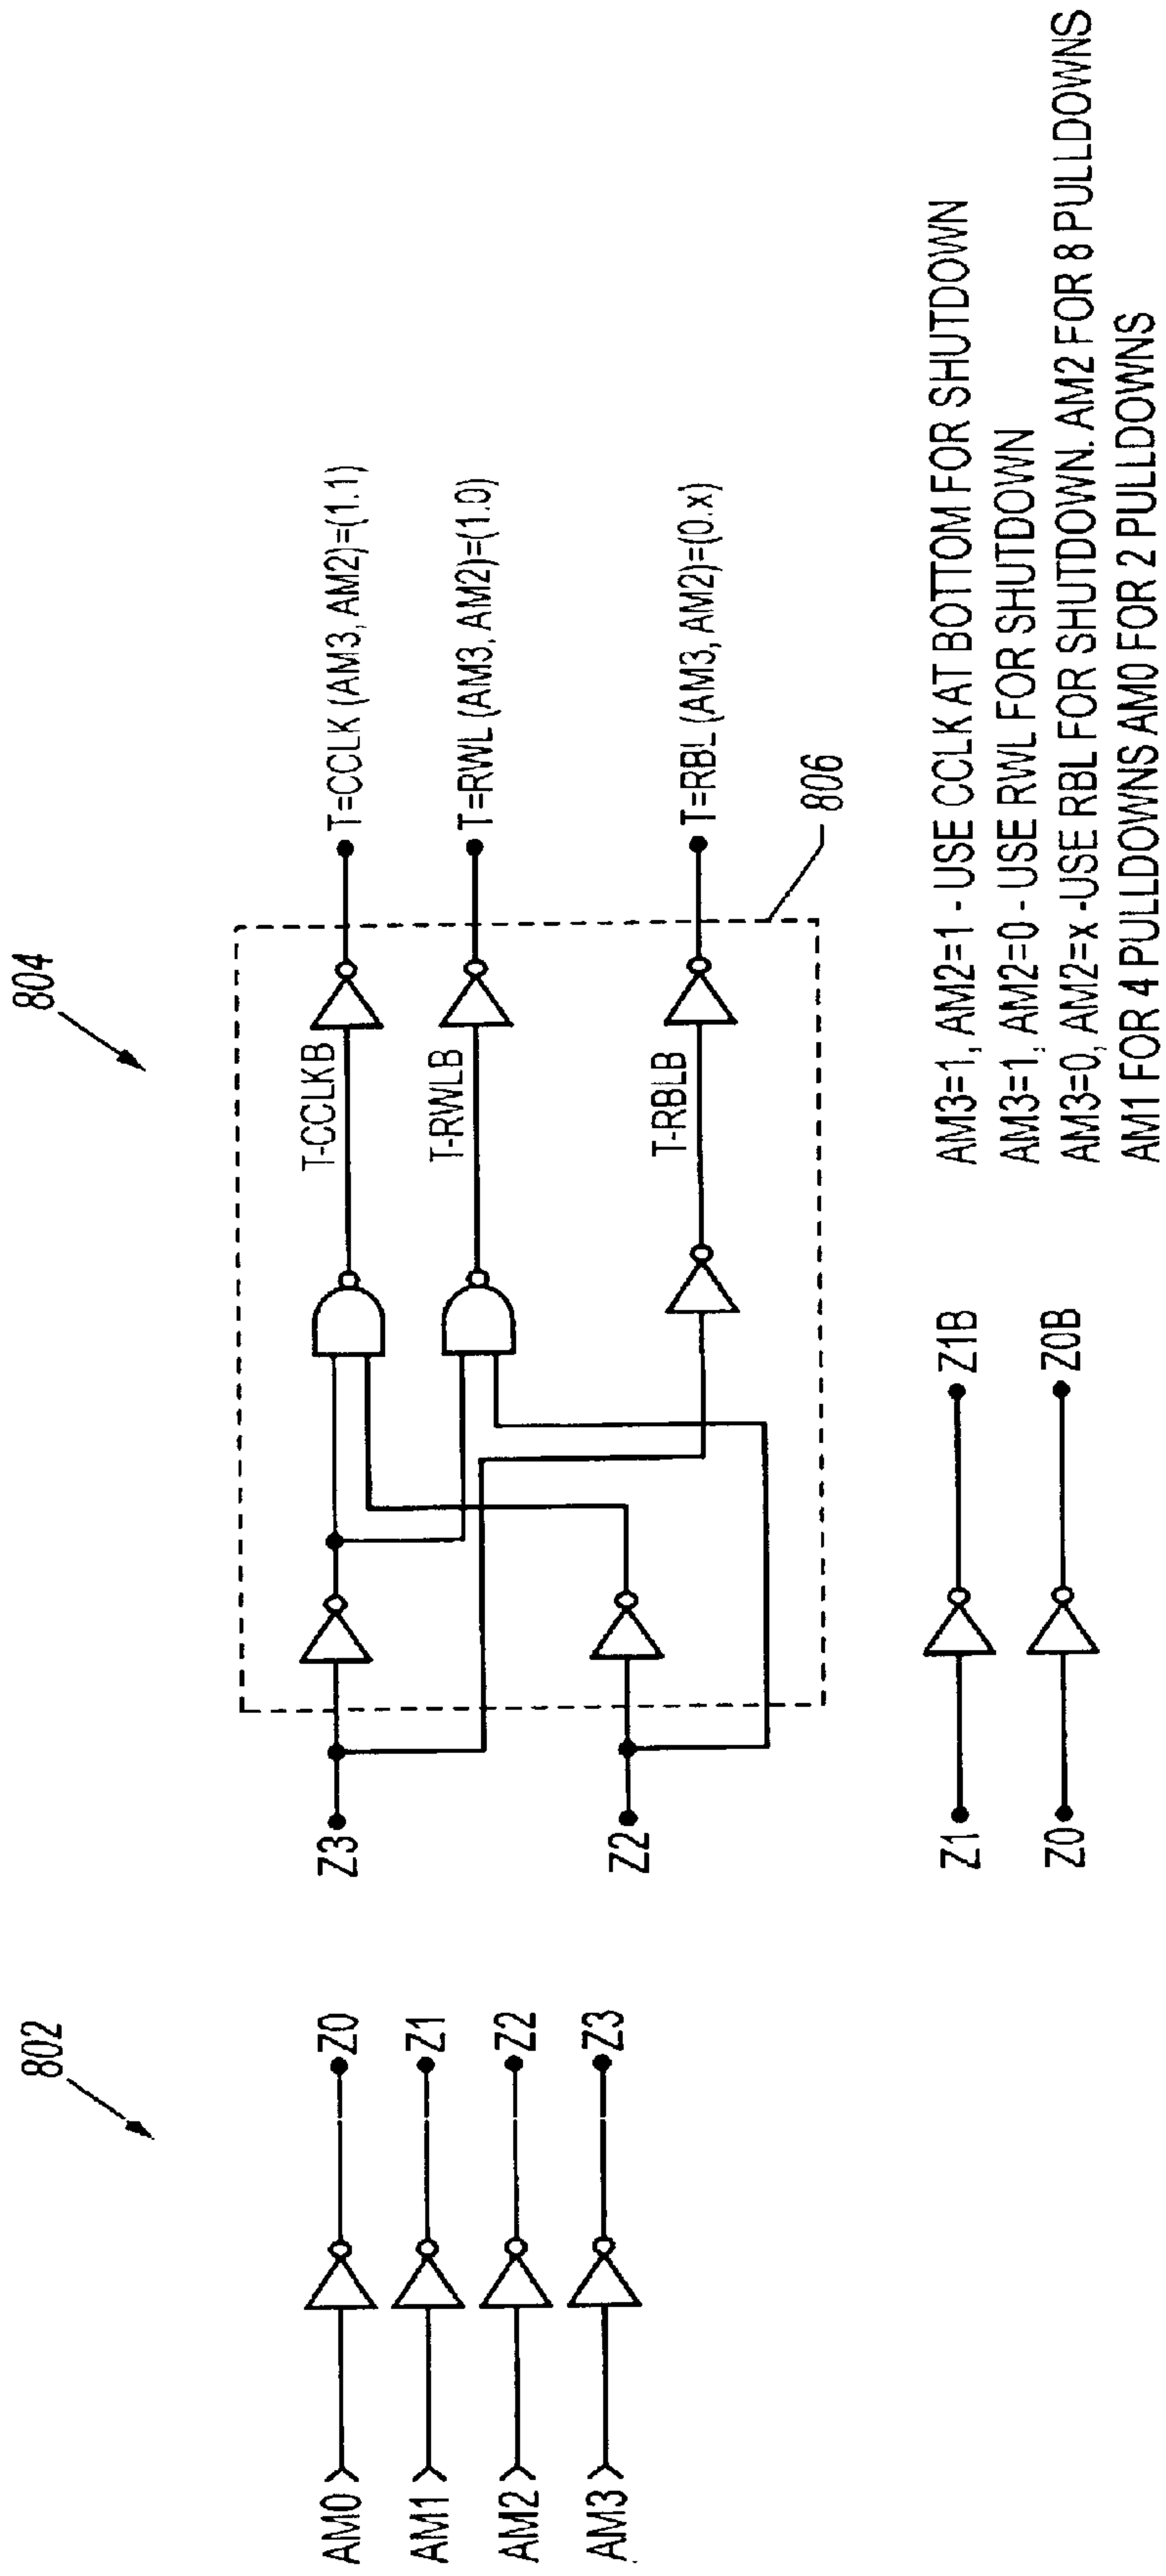 802
AM0
Z0
AM1
Z1
AM2
Z2
AM3
Z3
804
Z3
T-CCLKB
T=CCLK (AM3, AM2)=(1.1)
T-RWLB
T=RWL (AM3, AM2)=(1.0)
Z2
T-RBLB
T=RBL (AM3, AM2)=(0.x)
806
Z1
Z1B
Z0
Z0B
AM3=1, AM2=1 - USE CCLK AT BOTTOM FOR SHUTDOWN
AM3=1, AM2=0 - USE RWL FOR SHUTDOWN
AM3=0, AM2=x -USE RBL FOR SHUTDOWN. AM2 FOR 8 PULLDOWNS
AM1 FOR 4 PULLDOWNS AM0 FOR 2 PULLDOWNS